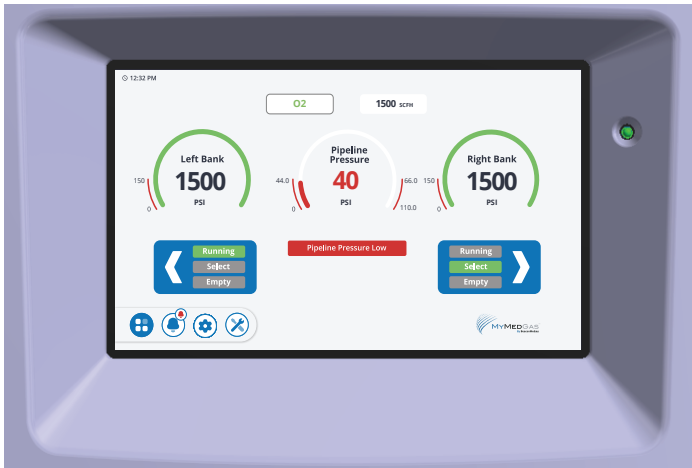 12:32 PM
O2
1500 SCFH
Left Bank
1500
PSI
150
0
Pipeline
Pressure
40
PSI
44.0
66.0
0
110.0
Right Bank
1500
PSI
150
0
Pipeline Pressure Low
Running
Select
Empty
Running
Select
Empty
MYMEDGAS